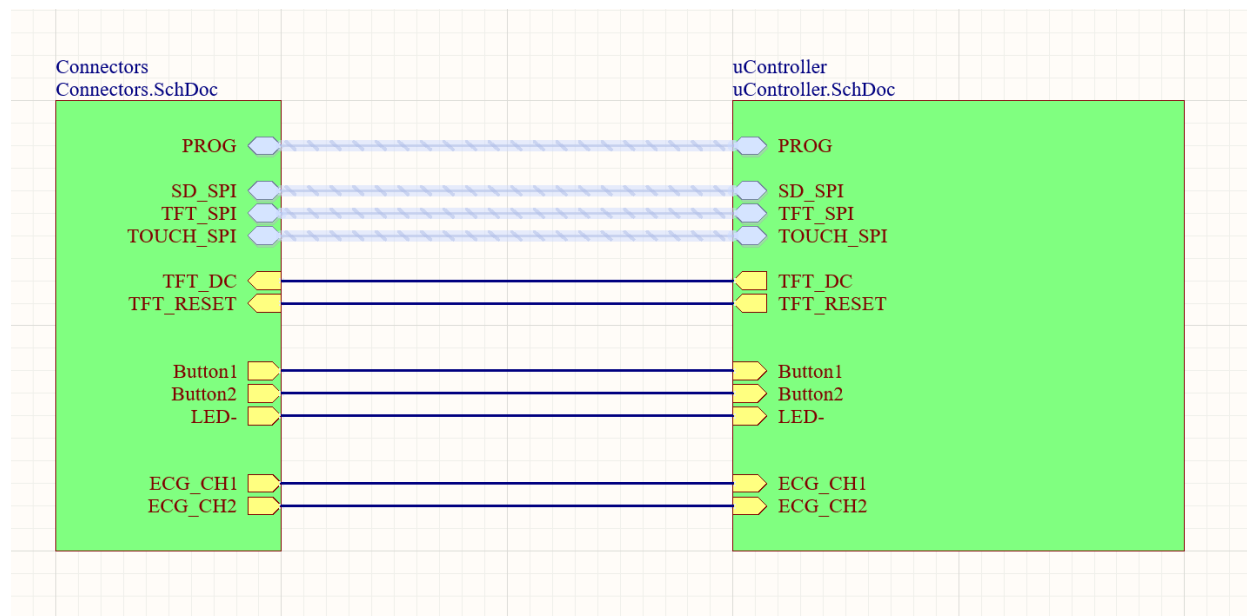 Connectors
Connectors.SchDoc
PROG
SD_SPI
TFT_SPI
TOUCH_SPI
TFT_DC
TFT_RESET
Button1
Button2
LED-
ECG_CH1
ECG_CH2
uController
uController.SchDoc
PROG
SD_SPI
TFT_SPI
TOUCH_SPI
TFT_DC
TFT_RESET
Button1
Button2
LED-
ECG_CH1
ECG_CH2